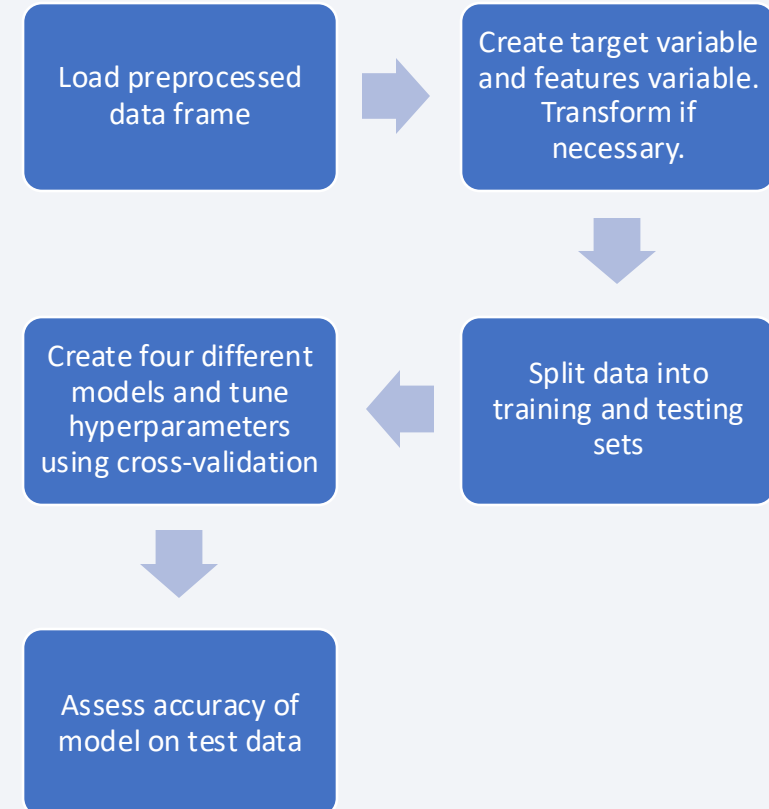 Load preprocessed
data frame
Create target variable
and features variable.
Transform if
necessary.
Split data into
training and testing
sets
Create four different
models and tune
hyperparameters
using cross-validation
Assess accuracy of
model on test data